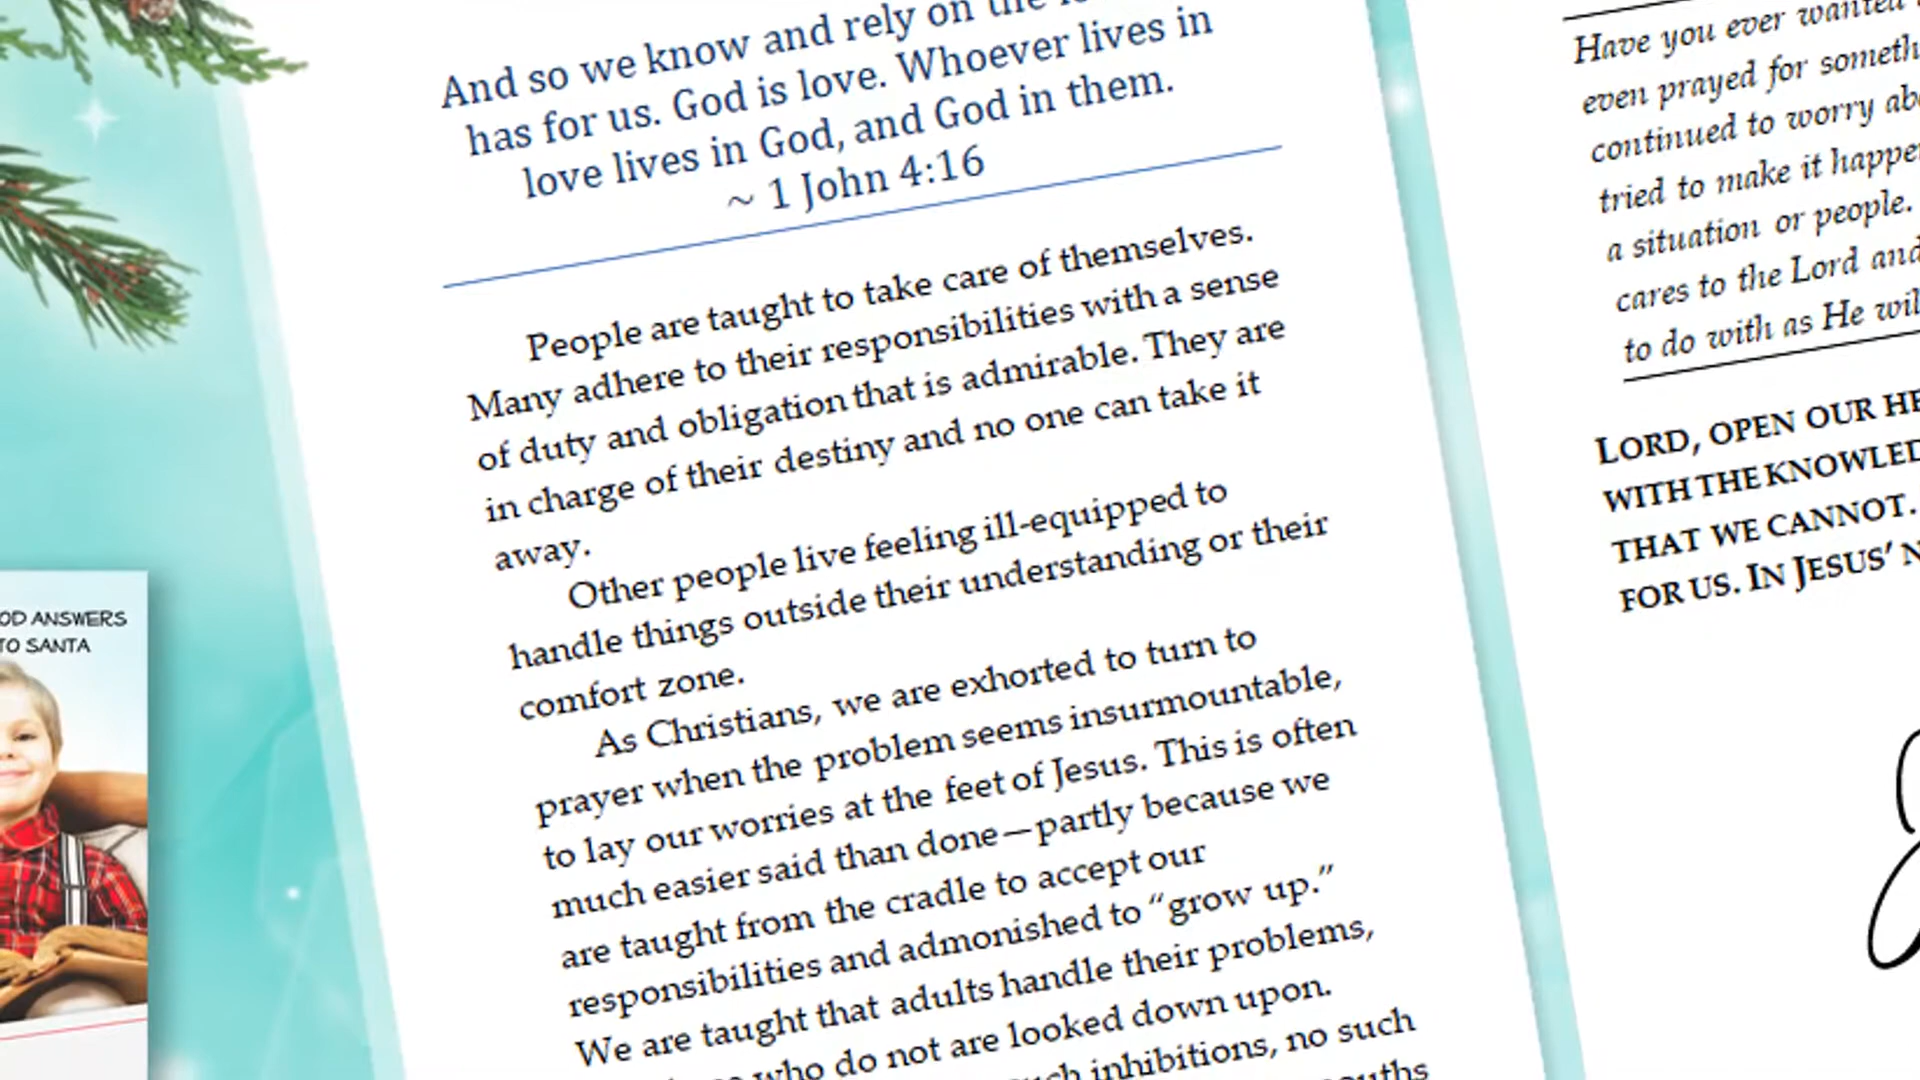 And so we know and rely on the
has for us. God is love. Whoever lives in
love lives in God, and God in them.
~ 1 John 4:16
People are taught to take care of themselves.
Many adhere to their responsibilities with a sense
of duty and obligation that is admirable. They are
in charge of their destiny and no one can take it
away.
Other people live feeling ill-equipped to
handle things outside their understanding or their
comfort zone.
As Christians, we are exhorted to turn to
prayer when the problem seems insurmountable,
to lay our worries at the feet of Jesus. This is often
much easier said than done—partly because we
are taught from the cradle to accept our
responsibilities and admonished to “grow up.”
We are taught that adults handle their problems,
who do not are looked down upon.
inhibitions, no such
Have you ever wanted
even prayed for
continued to worry
tried to make it
a situation or people.
cares to the Lord and
to do with as He
LORD, OPEN OUR
WITH THE
THAT WE CANNOT.
FOR US. IN JESUS’
ANSWERS
TO SANTA